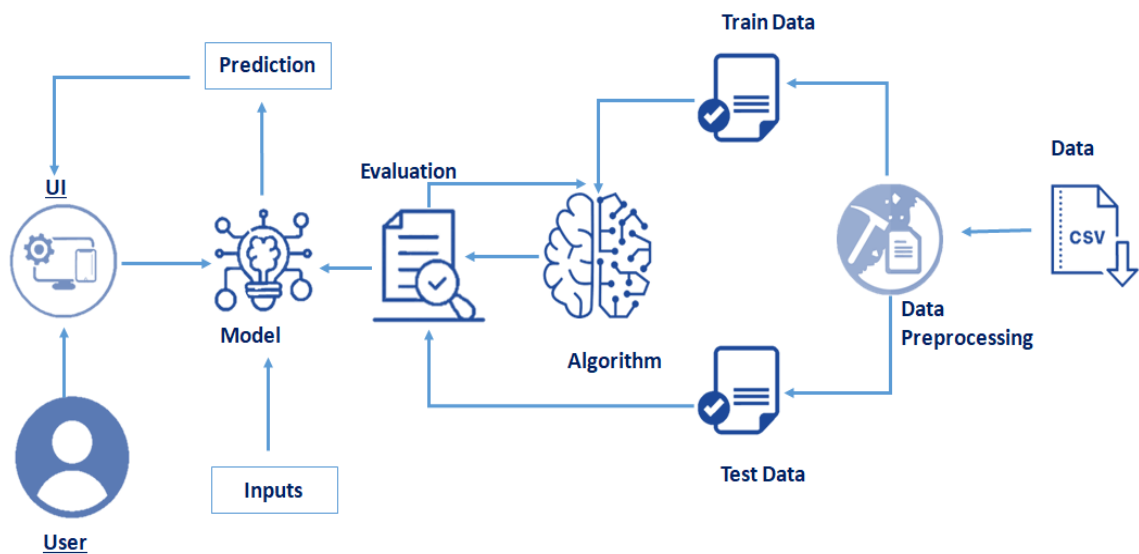 Train Data
Prediction
Data
Evaluation
UI
CSV
Data
Preprocessing
Model
Algorithm
Test Data
Inputs
User